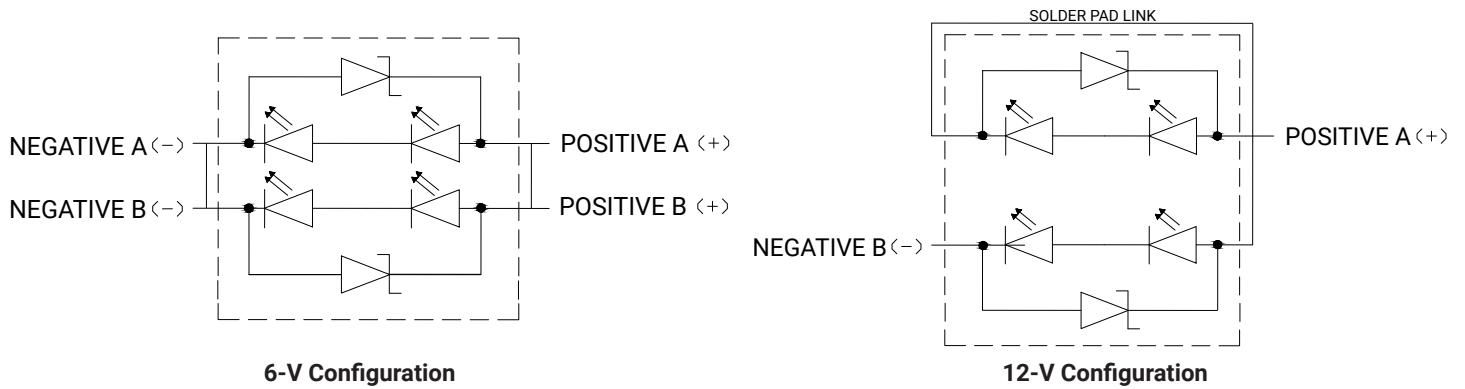 NEGATIVE A (-)
POSITIVE A (+)
NEGATIVE B (-)
POSITIVE B (+)
6-V Configuration
SOLDER PAD LINK
POSITIVE A (+)
NEGATIVE B (-)
12-V Configuration